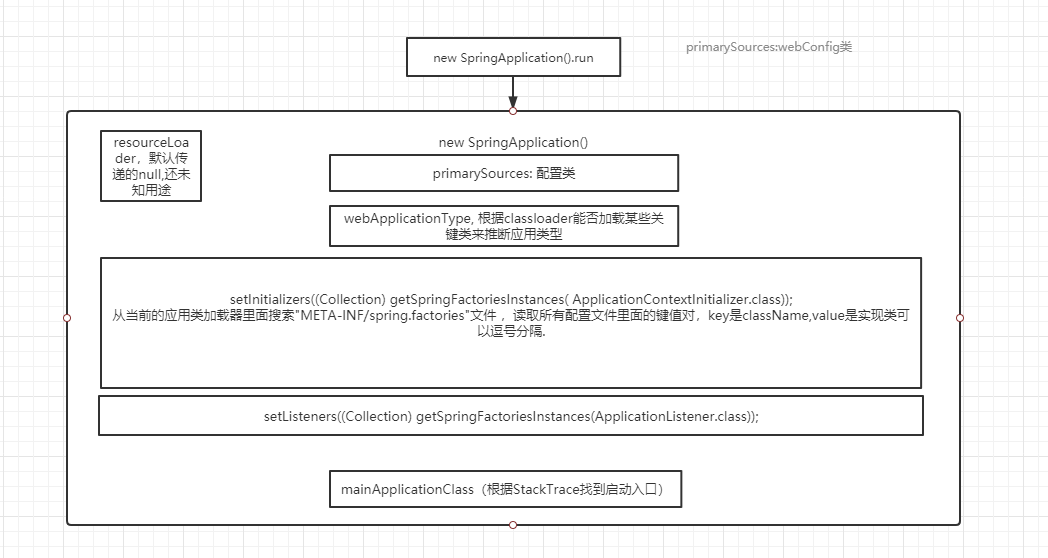 new SpringApplication().run
primarySources:webConfig类
resourceLoa
der，默认传
递的null,还未
知用途
new SpringApplication()
primarySources: 配置类
webApplicationType, 根据classloader能否加载某些关
键类来推断应用类型
setInitializers((Collection) getSpringFactoriesInstances( ApplicationContextInitializer.class));
从当前的应用类加载器里面搜索"META-INF/spring.factories"文件 ，读取所有配置文件里面的键值对，key是className,value是实现类可
以逗号分隔.
setListeners((Collection) getSpringFactoriesInstances(ApplicationListener.class));
mainApplicationClass（根据StackTrace找到启动入口）